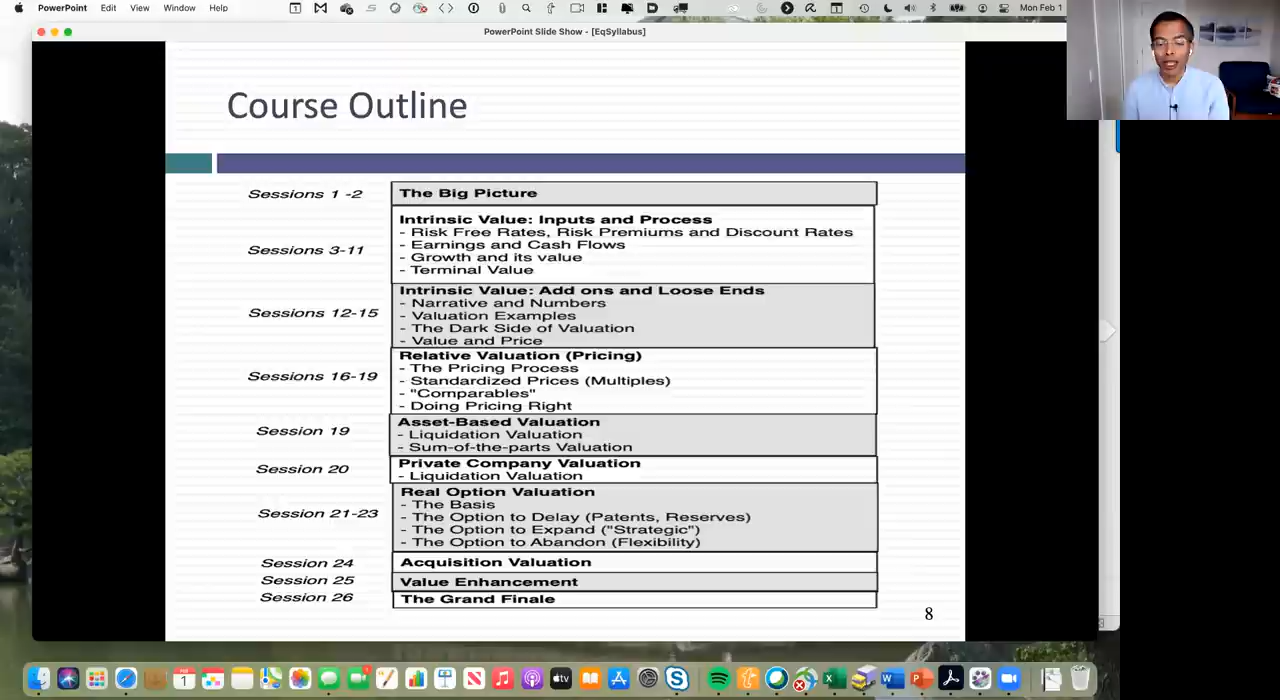 PowerPoint Edit View Window Help
Mon Feb 1
PowerPoint Slide Show - [EqSyllabus]
Course Outline
Sessions 1 -2 The Big Picture
Sessions 3-11
Intrinsic Value: Inputs and Process
- Risk Free Rates, Risk Premiums and Discount Rates
- Earnings and Cash Flows
- Growth and its value
- Terminal Value
Sessions 12-15
Intrinsic Value: Add ons and Loose Ends
- Narrative and Numbers
- Valuation Examples
- The Dark Side of Valuation
- Value and Price
Sessions 16-19
Relative Valuation (Pricing)
- The Pricing Process
- Standardized Prices (Multiples)
- "Comparables"
- Doing Pricing Right
Session 19
Asset-Based Valuation
- Liquidation Valuation
- Sum-of-the-parts Valuation
Session 20
Private Company Valuation
- Liquidation Valuation
Session 21-23
Real Option Valuation
- The Basis
- The Option to Delay (Patents, Reserves)
- The Option to Expand ("Strategic")
- The Option to Abandon (Flexibility)
Session 24 Acquisition Valuation
Session 25 Value Enhancement
Session 26 The Grand Finale
8